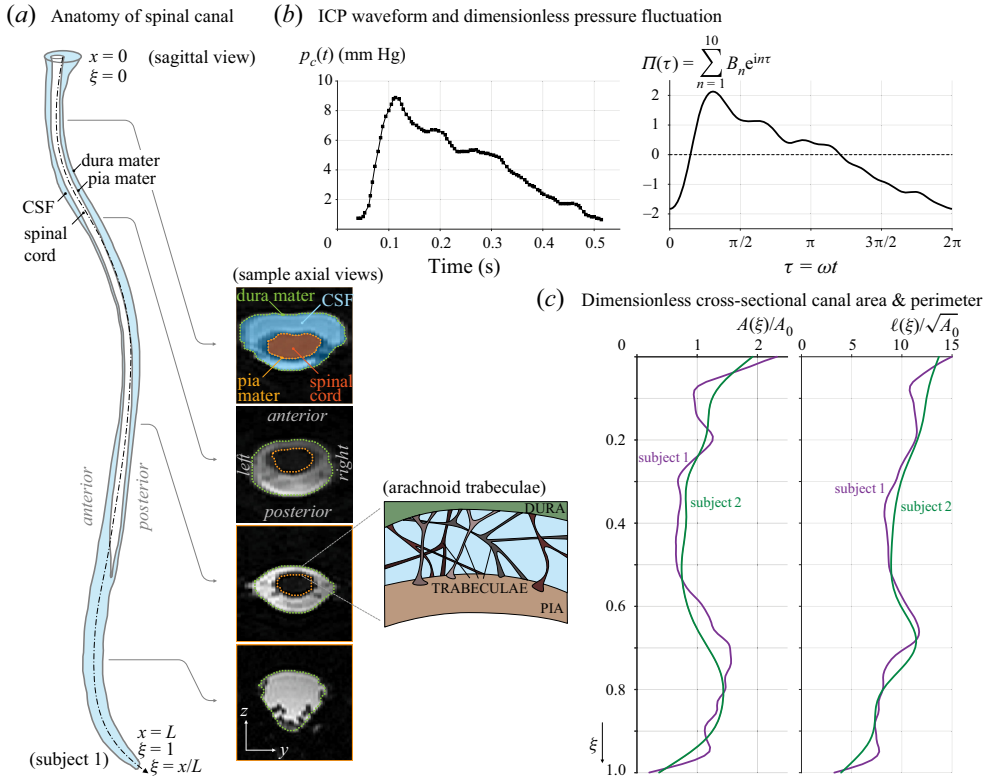 (a) Anatomy of spinal canal
x = 0
ξ = 0
(sagittal view)
dura mater
pia mater
CSF
spinal
cord
anterior
posterior
x = L
ξ = 1
ξ = x/L
(subject 1)
(sample axial views)
dura mater
CSF
pia
mater
spinal
cord
anterior
left
right
posterior
z
y
(arachnoid trabeculae)
DURA
TRABECULAE
PIA
(b) ICP waveform and dimensionless pressure fluctuation
p_c(t) (mm Hg)
10
8
6
4
2
0
0.1
0.2
0.3
0.4
0.5
0.6
Time (s)
Π(τ) = ∑_{n = 1}^{10} B_n e^{inτ}
2
1
0
−1
−2
0
π/2
π
3π/2
2π
τ = ωt
(c) Dimensionless cross-sectional canal area & perimeter
A(ξ)/A_0
0
1
2
0
0.2
0.4
0.6
0.8
1.0
ξ
subject 1
subject 2
ℓ(ξ)/√A_0
0
5
10
15
subject 1
subject 2